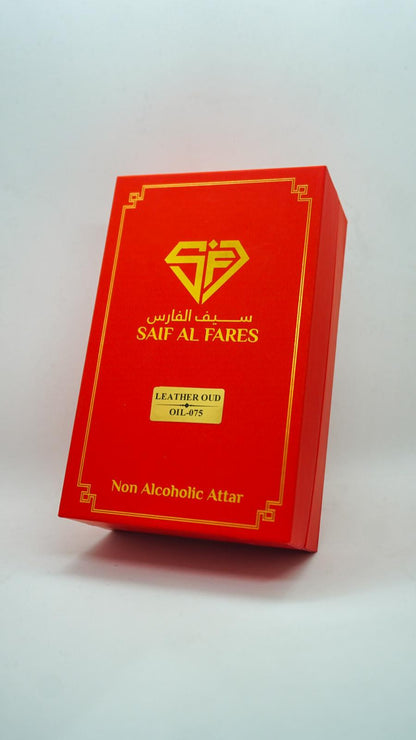 SF
سيف الفارس
SAIF AL FARES
LEATHER OUD
OIL-075
Non Alcoholic Attar